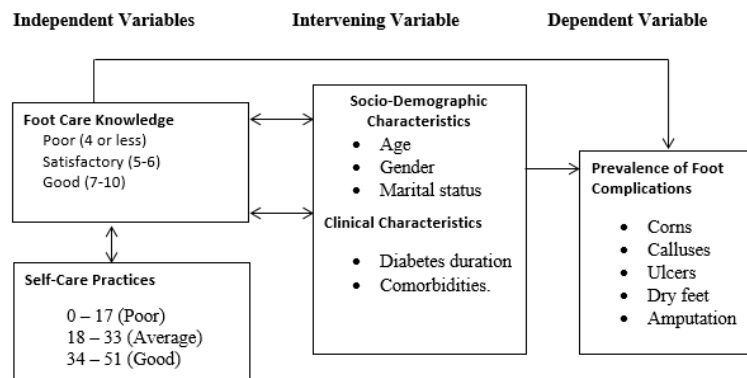 Independent Variables
Intervening Variable
Dependent Variable
Foot Care Knowledge
Poor (4 or less)
Satisfactory (5-6)
Good (7-10)
Self-Care Practices
0 – 17 (Poor)
18 – 33 (Average)
34 – 51 (Good)
Socio-Demographic
Characteristics
• Age
• Gender
• Marital status
Clinical Characteristics
• Diabetes duration
• Comorbidities.
Prevalence of Foot
Complications
• Corns
• Calluses
• Ulcers
• Dry feet
• Amputation